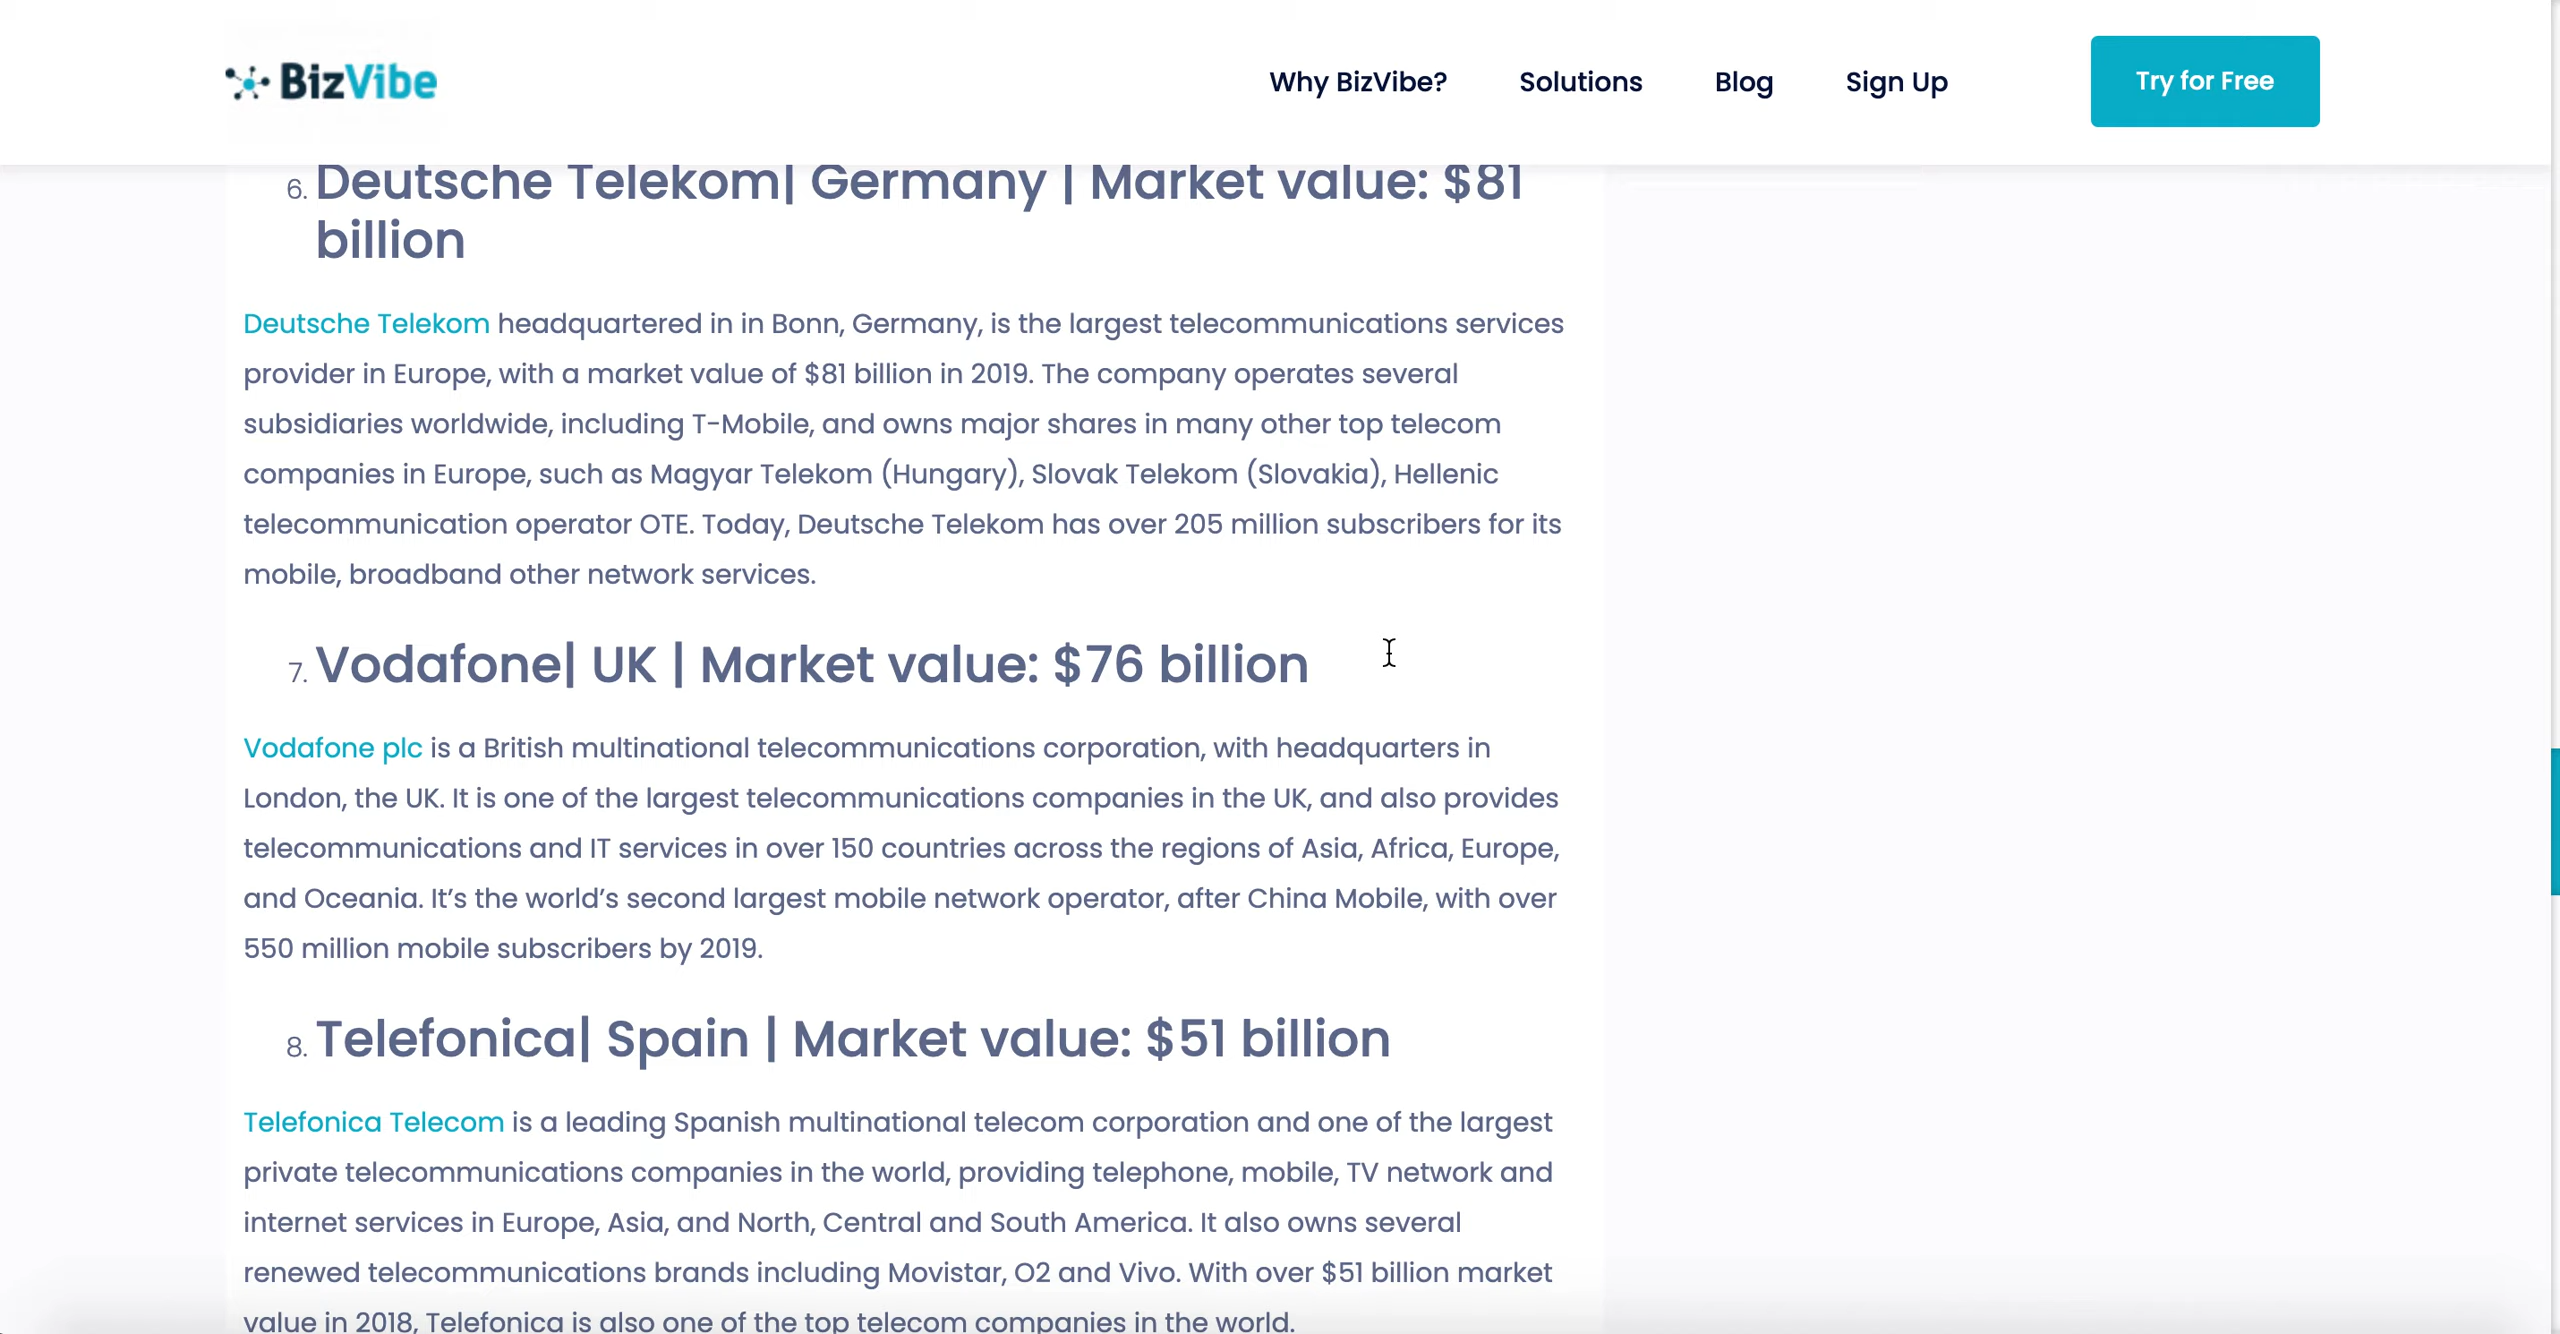 BizVibe
Why BizVibe?
Solutions
Blog
Sign Up
Try for Free
6. Deutsche Telekom| Germany | Market value: $81
billion
Deutsche Telekom headquartered in in Bonn, Germany, is the largest telecommunications services
provider in Europe, with a market value of $81 billion in 2019. The company operates several
subsidiaries worldwide, including T-Mobile, and owns major shares in many other top telecom
companies in Europe, such as Magyar Telekom (Hungary), Slovak Telekom (Slovakia), Hellenic
telecommunication operator OTE. Today, Deutsche Telekom has over 205 million subscribers for its
mobile, broadband other network services.
7. Vodafone| UK | Market value: $76 billion
Vodafone plc is a British multinational telecommunications corporation, with headquarters in
London, the UK. It is one of the largest telecommunications companies in the UK, and also provides
telecommunications and IT services in over 150 countries across the regions of Asia, Africa, Europe,
and Oceania. It’s the world’s second largest mobile network operator, after China Mobile, with over
550 million mobile subscribers by 2019.
8. Telefonica| Spain | Market value: $51 billion
Telefonica Telecom is a leading Spanish multinational telecom corporation and one of the largest
private telecommunications companies in the world, providing telephone, mobile, TV network and
internet services in Europe, Asia, and North, Central and South America. It also owns several
renewed telecommunications brands including Movistar, O2 and Vivo. With over $51 billion market
value in 2018, Telefonica is also one of the top telecom companies in the world.